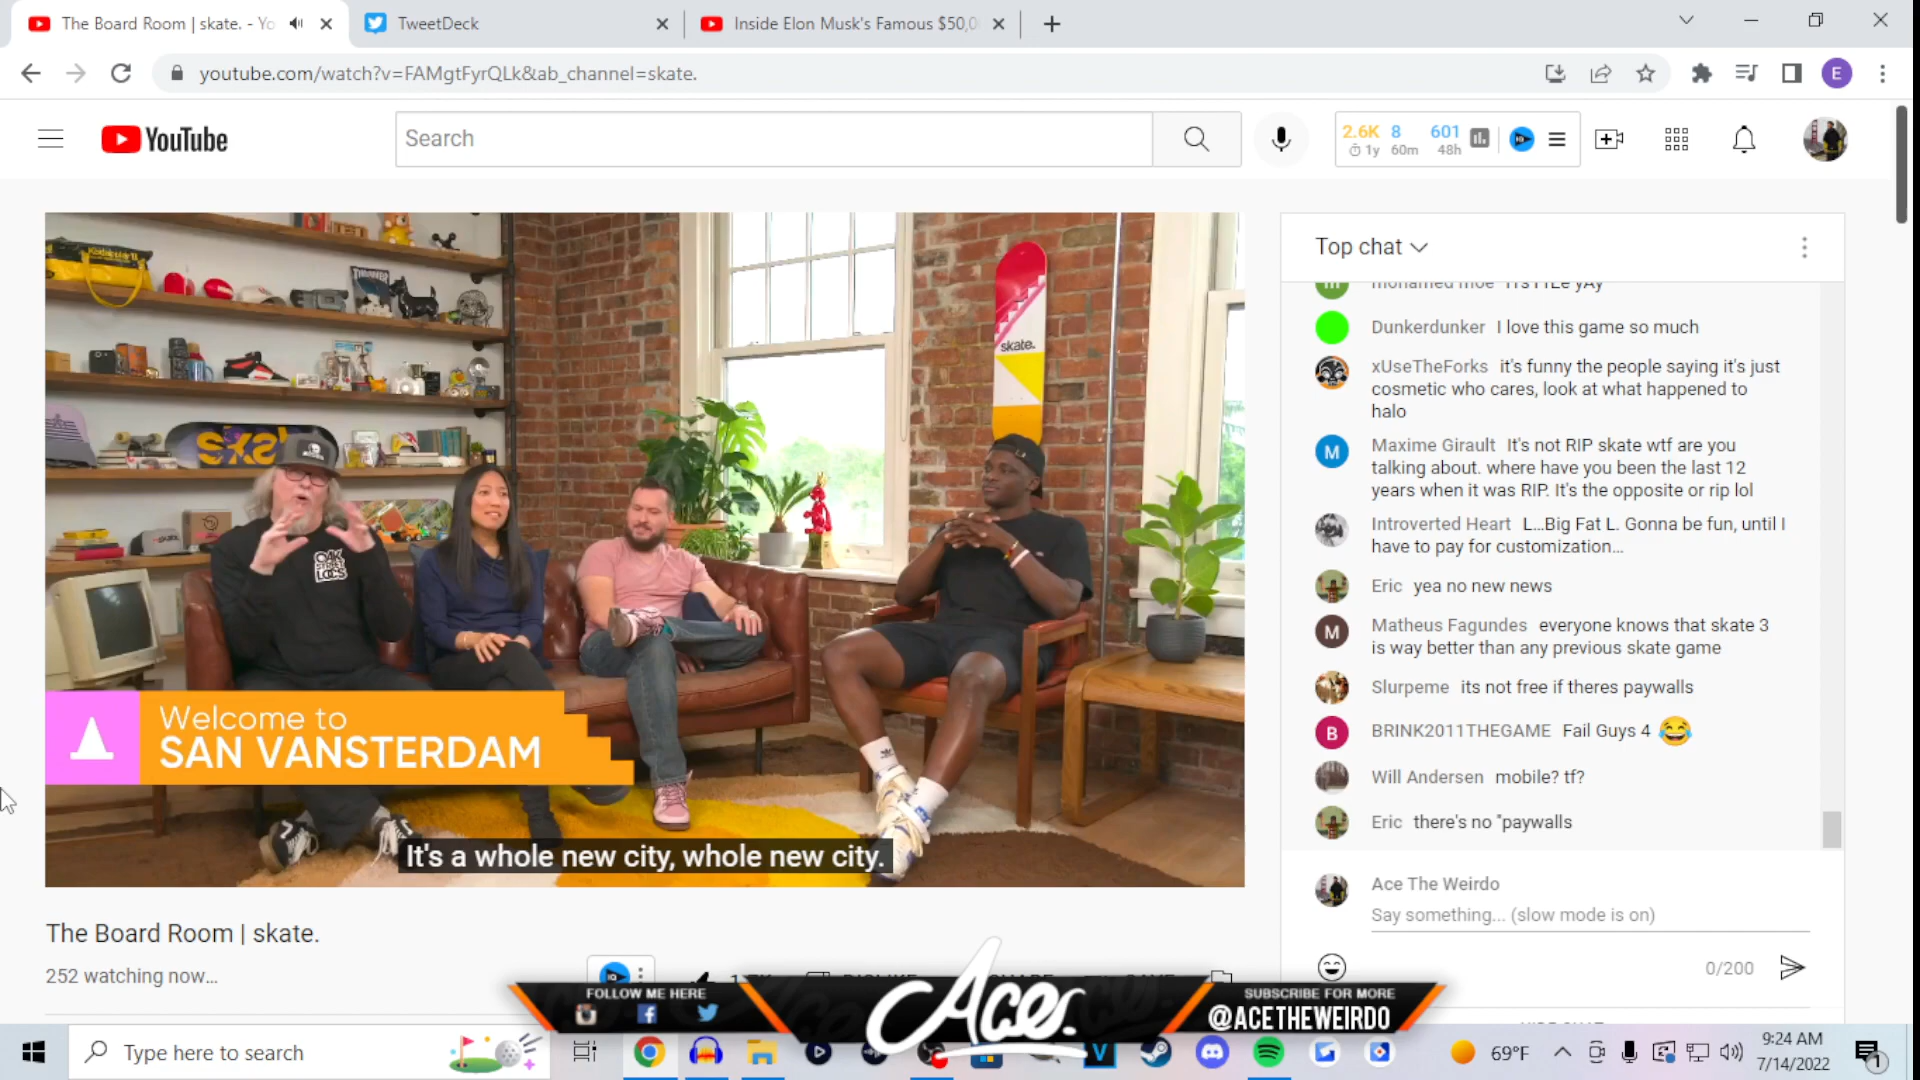 The Board Room | skate. - Yo
TweetDeck
Inside Elon Musk's Famous $50,0
youtube.com/watch?v=FAMgtFyrQLk&ab_channel=skate.
E
YouTube
Search
2.6K 8 601
1y 60m 48h
skate.
Welcome to
SAN VANSTERDAM
It's a whole new city, whole new city.
Top chat
Dunkerdunker I love this game so much
xUseTheForks it's funny the people saying it's just
cosmetic who cares, look at what happened to
halo
M
Maxime Girault It's not RIP skate wtf are you
talking about. where have you been the last 12
years when it was RIP. It's the opposite or rip lol
Introverted Heart L...Big Fat L. Gonna be fun, until I
have to pay for customization...
Eric yea no new news
M
Matheus Fagundes everyone knows that skate 3
is way better than any previous skate game
Slurpeme its not free if theres paywalls
B
BRINK2011THEGAME Fail Guys 4 😂
Will Andersen mobile? tf?
Eric there's no "paywalls
Ace The Weirdo
Say something... (slow mode is on)
0/200
The Board Room | skate.
252 watching now...
FOLLOW ME HERE
Ace.
SUBSCRIBE FOR MORE
@ACETHEWEIRDO
Type here to search
V
69°F
9:24 AM
7/14/2022
1